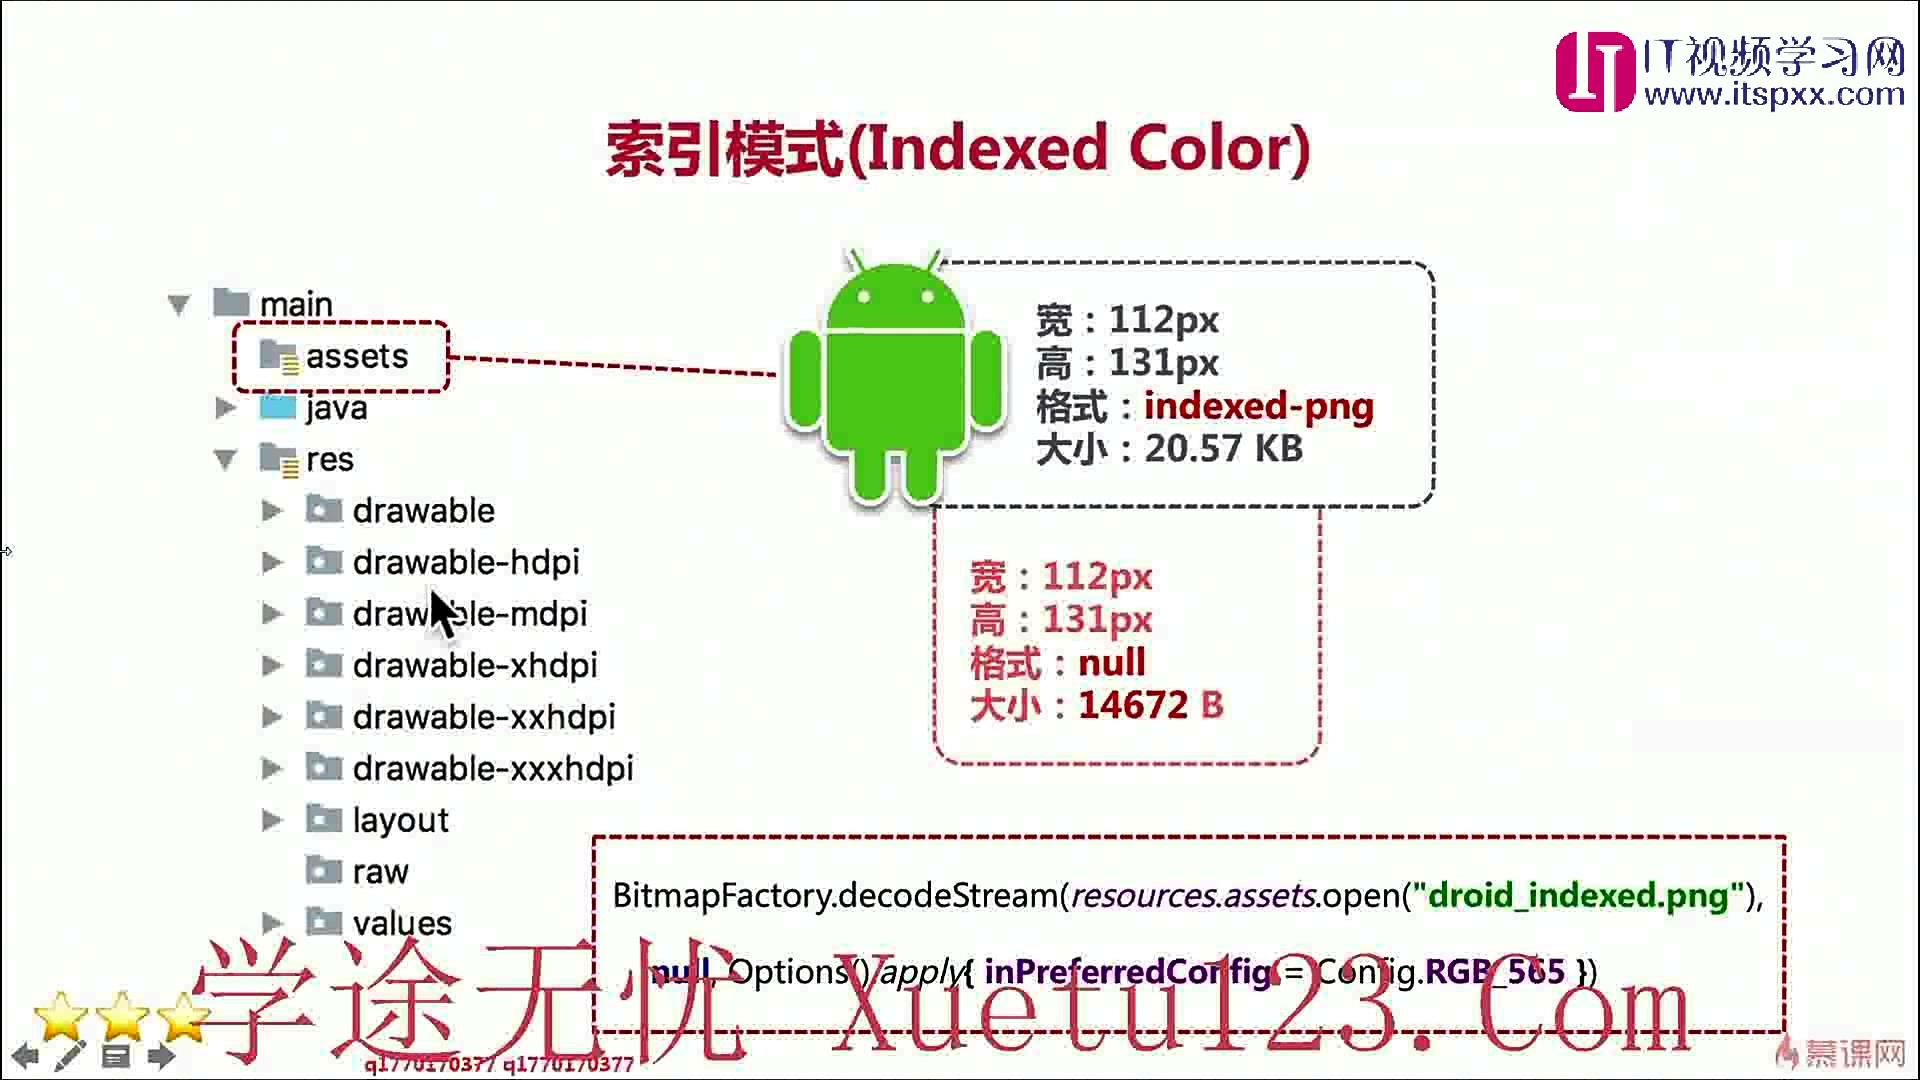 IT视频学习网
www.itspxx.com
索引模式(Indexed Color)
main
assets
java
res
drawable
drawable-hdpi
drawable-mdpi
drawable-xhdpi
drawable-xxhdpi
drawable-xxxhdpi
layout
raw
values
宽：112px
高：131px
格式：indexed-png
大小：20.57 KB
宽：112px
高：131px
格式：null
大小：14672 B
BitmapFactory.decodeStream(resources.assets.open("droid_indexed.png"),
null, Options().apply{ inPreferredConfig = Config.RGB_565 })
学途无忧 Xuetu123.Com
q1770170377 q1770170377
慕课网